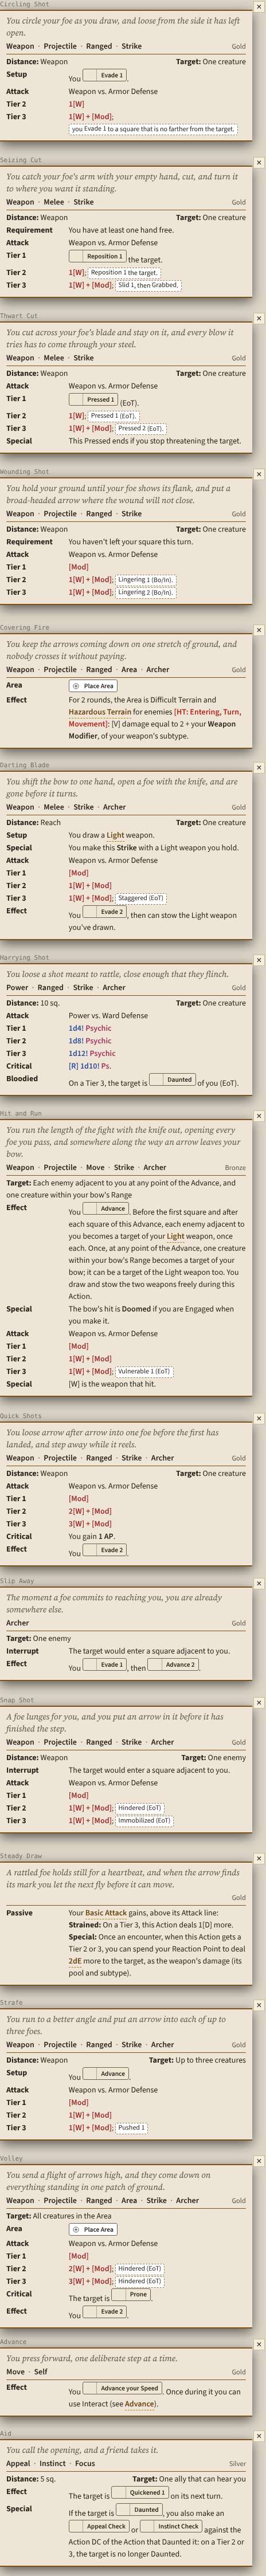 Circling Shot
You circle your foe as you draw, and loose from the side it has left
open.
Weapon · Projectile · Ranged · Strike Gold
Distance: Weapon Target: One creature
Setup You Evade 1.
Attack Weapon vs. Armor Defense
Tier 2 1[W]
Tier 3 1[W] + [Mod];
you Evade 1 to a square that is no farther from the target.
Seizing Cut
You catch your foe's arm with your empty hand, cut, and turn it
to where you want it standing.
Weapon · Melee · Strike Gold
Distance: Weapon Target: One creature
Requirement You have at least one hand free.
Attack Weapon vs. Armor Defense
Tier 1 Reposition 1 the target.
Tier 2 1[W]; Reposition 1 the target.
Tier 3 1[W] + [Mod]; Slid 1, then Grabbed.
Thwart Cut
You cut across your foe's blade and stay on it, and every blow it
tries has to come through your steel.
Weapon · Melee · Strike Gold
Distance: Weapon Target: One creature
Attack Weapon vs. Armor Defense
Tier 1 Pressed 1 (EoT).
Tier 2 1[W]; Pressed 1 (EoT).
Tier 3 1[W] + [Mod]; Pressed 2 (EoT).
Special This Pressed ends if you stop threatening the target.
Wounding Shot
You hold your ground until your foe shows its flank, and put a
broad-headed arrow where the wound will not close.
Weapon · Projectile · Ranged · Strike Gold
Distance: Weapon Target: One creature
Requirement You haven't left your square this turn.
Attack Weapon vs. Armor Defense
Tier 1 [Mod]
Tier 2 1[W] + [Mod]; Lingering 1 (Bo/In).
Tier 3 1[W] + [Mod]; Lingering 2 (Bo/In).
Covering Fire
You keep the arrows coming down on one stretch of ground, and
nobody crosses it without paying.
Weapon · Projectile · Ranged · Area · Archer Gold
Area Place Area
Effect For 2 rounds, the Area is Difficult Terrain and
Hazardous Terrain for enemies [HT: Entering, Turn,
Movement]: [V] damage equal to 2 + your Weapon
Modifier, of your weapon's subtype.
Darting Blade
You shift the bow to one hand, open a foe with the knife, and are
gone before it turns.
Weapon · Melee · Strike · Archer Gold
Distance: Reach Target: One creature
Setup You draw a Light weapon.
Special You make this Strike with a Light weapon you hold.
Attack Weapon vs. Armor Defense
Tier 1 [Mod]
Tier 2 1[W] + [Mod]
Tier 3 1[W] + [Mod]; Staggered (EoT)
Effect You Evade 2, then can stow the Light weapon
you've drawn.
Harrying Shot
You loose a shot meant to rattle, close enough that they flinch.
Power · Ranged · Strike · Archer Gold
Distance: 10 sq. Target: One creature
Attack Power vs. Ward Defense
Tier 1 1d4! Psychic
Tier 2 1d8! Psychic
Tier 3 1d12! Psychic
Critical [R] 1d10! Ps.
Bloodied On a Tier 3, the target is Daunted of you (EoT).
Hit and Run
You run the length of the fight with the knife out, opening every
foe you pass, and somewhere along the way an arrow leaves your
bow.
Weapon · Projectile · Move · Strike · Archer Bronze
Target: Each enemy adjacent to you at any point of the Advance, and
one creature within your bow's Range
Effect You Advance. Before the first square and after
each square of this Advance, each enemy adjacent to
you becomes a target of your Light weapon, once
each. Once, at any point of the Advance, one creature
within your bow's Range becomes a target of your
bow; it can be a target of the Light weapon too. You
draw and stow the two weapons freely during this
Action.
Special The bow's hit is Doomed if you are Engaged when
you make it.
Attack Weapon vs. Armor Defense
Tier 1 [Mod]
Tier 2 1[W] + [Mod]
Tier 3 1[W] + [Mod]; Vulnerable 1 (EoT)
Special [W] is the weapon that hit.
Quick Shots
You loose arrow after arrow into one foe before the first has
landed, and step away while it reels.
Weapon · Projectile · Ranged · Strike · Archer Gold
Distance: Weapon Target: One creature
Attack Weapon vs. Armor Defense
Tier 1 [Mod]
Tier 2 2[W] + [Mod]
Tier 3 3[W] + [Mod]
Critical You gain 1 AP.
Effect You Evade 2.
Slip Away
The moment a foe commits to reaching you, you are already
somewhere else.
Archer Gold
Target: One enemy
Interrupt The target would enter a square adjacent to you.
Effect You Evade 1, then Advance 2.
Snap Shot
A foe lunges for you, and you put an arrow in it before it has
finished the step.
Weapon · Projectile · Ranged · Strike · Archer Gold
Distance: Weapon Target: One enemy
Interrupt The target would enter a square adjacent to you.
Attack Weapon vs. Armor Defense
Tier 1 [Mod]
Tier 2 1[W] + [Mod]; Hindered (EoT)
Tier 3 1[W] + [Mod]; Immobilized (EoT)
Steady Draw
A rattled foe holds still for a heartbeat, and when the arrow finds
its mark you let the next fly before it can move.
Gold
Passive Your Basic Attack gains, above its Attack line:
Strained: On a Tier 3, this Action deals 1[D] more.
Special: Once an encounter, when this Action gets a
Tier 2 or 3, you can spend your Reaction Point to deal
2dE more to the target, as the weapon's damage (its
pool and subtype).
Strafe
You run to a better angle and put an arrow into each of up to
three foes.
Weapon · Projectile · Ranged · Strike · Archer Gold
Distance: Weapon Target: Up to three creatures
Setup You Advance.
Attack Weapon vs. Armor Defense
Tier 1 [Mod]
Tier 2 1[W] + [Mod]
Tier 3 1[W] + [Mod]; Pushed 1
Volley
You send a flight of arrows high, and they come down on
everything standing in one patch of ground.
Weapon · Projectile · Ranged · Area · Strike · Archer Gold
Target: All creatures in the Area
Area Place Area
Attack Weapon vs. Armor Defense
Tier 1 [Mod]
Tier 2 2[W] + [Mod]; Hindered (EoT)
Tier 3 3[W] + [Mod]; Hindered (EoT)
Critical The target is Prone.
Effect You Evade 2.
Advance
You press forward, one deliberate step at a time.
Move · Self
Effect You Advance your Speed. Once during it you can
use Interact (see Advance).
Aid
You call the opening, and a friend takes it.
Appeal · Instinct · Focus Silver
Distance: 5 sq. Target: One ally that can hear you
Effect The target is Quickened 1 on its next turn.
Special If the target is Daunted, you also make an
Appeal Check or Instinct Check against the
Action DC of the Action that Daunted it: on a Tier 2 or
3, the target is no longer Daunted.